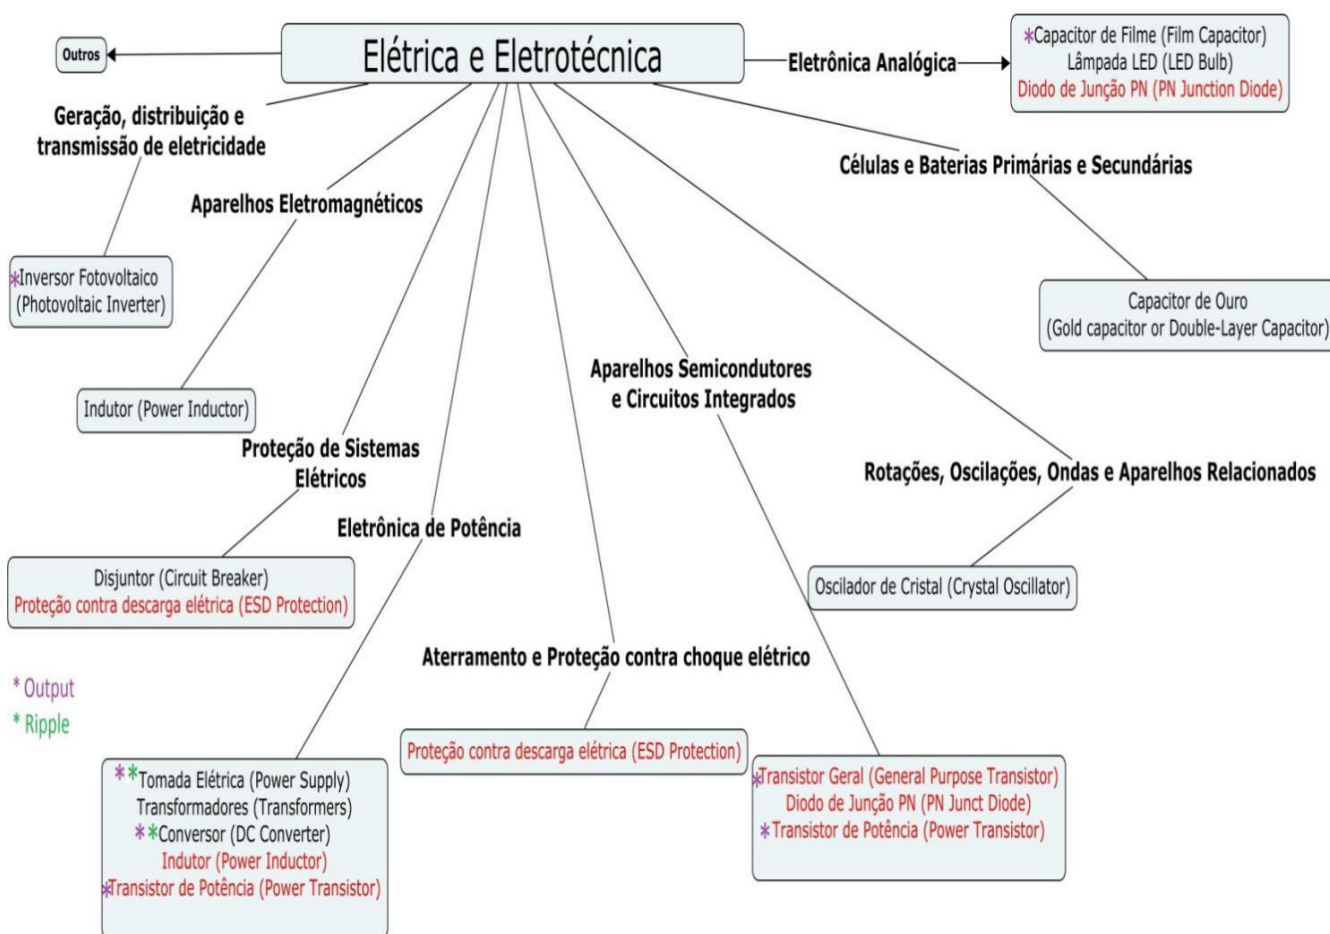 Elétrica e Eletrotécnica
Outros
Eletrônica Analógica
*Capacitor de Filme (Film Capacitor)
Lâmpada LED (LED Bulb)
Diodo de Junção PN (PN Junction Diode)
Geração, distribuição e
transmissão de eletricidade
Células e Baterias Primárias e Secundárias
Aparelhos Eletromagnéticos
*Inversor Fotovoltaico
(Photovoltaic Inverter)
Capacitor de Ouro
(Gold capacitor or Double-Layer Capacitor)
Aparelhos Semicondutores
e Circuitos Integrados
Indutor (Power Inductor)
Proteção de Sistemas
Elétricos
Rotações, Oscilações, Ondas e Aparelhos Relacionados
Eletrônica de Potência
Disjuntor (Circuit Breaker)
Proteção contra descarga elétrica (ESD Protection)
Oscilador de Cristal (Crystal Oscillator)
Aterramento e Proteção contra choque elétrico
* Output
* Ripple
Proteção contra descarga elétrica (ESD Protection)
**Tomada Elétrica (Power Supply)
Transformadores (Transformers)
**Conversor (DC Converter)
Indutor (Power Inductor)
*Transistor de Potência (Power Transistor)
*Transistor Geral (General Purpose Transistor)
Diodo de Junção PN (PN Junct Diode)
*Transistor de Potência (Power Transistor)